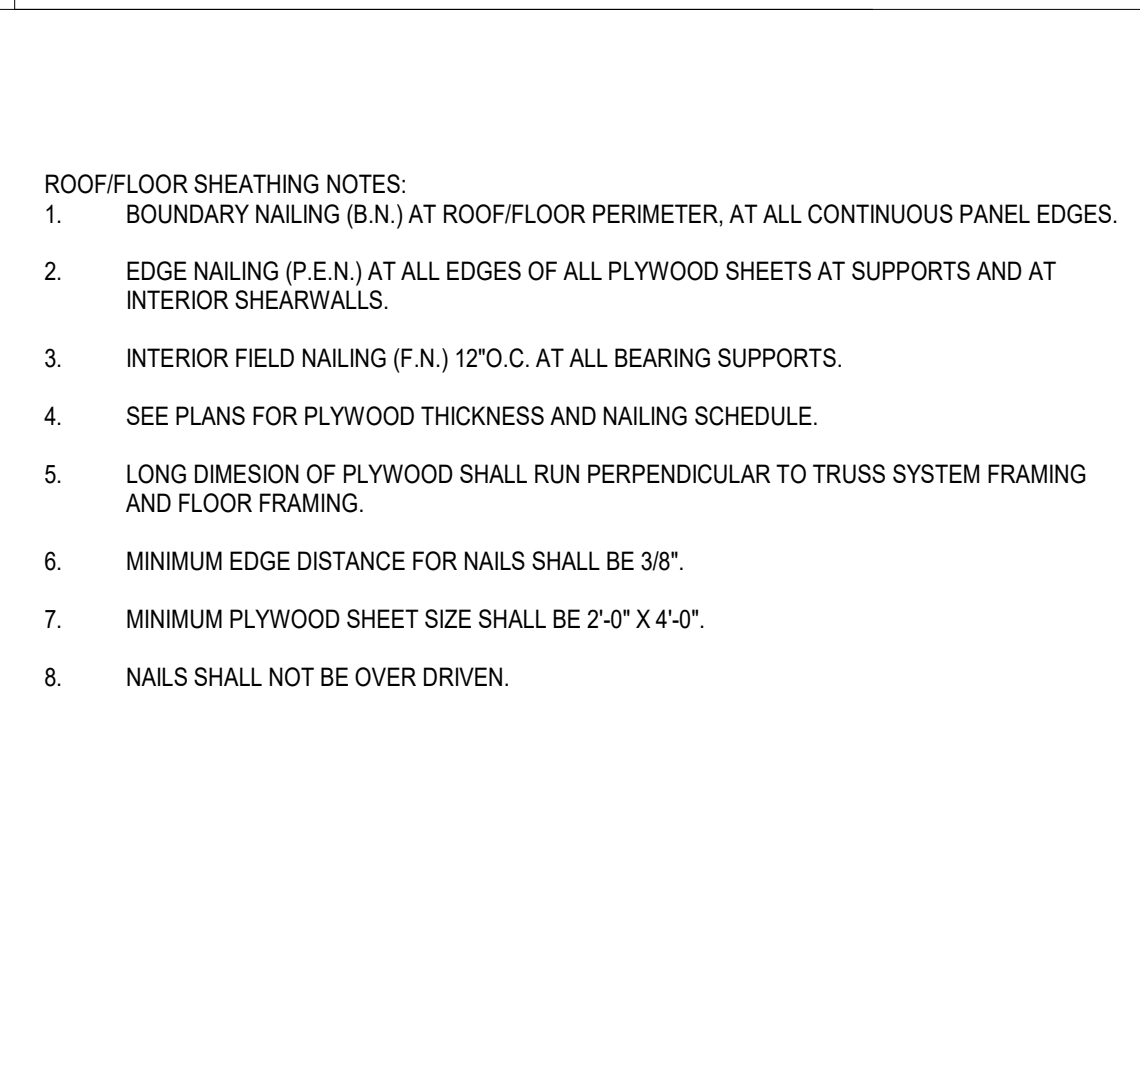 ROOF/FLOOR SHEATHING NOTES:
1. BOUNDARY NAILING (B.N.) AT ROOF/FLOOR PERIMETER, AT ALL CONTINUOUS PANEL EDGES.
2. EDGE NAILING (P.E.N.) AT ALL EDGES OF ALL PLYWOOD SHEETS AT SUPPORTS AND AT
INTERIOR SHEARWALLS.
3. INTERIOR FIELD NAILING (F.N.) 12"O.C. AT ALL BEARING SUPPORTS.
4. SEE PLANS FOR PLYWOOD THICKNESS AND NAILING SCHEDULE.
5. LONG DIMESION OF PLYWOOD SHALL RUN PERPENDICULAR TO TRUSS SYSTEM FRAMING
AND FLOOR FRAMING.
6. MINIMUM EDGE DISTANCE FOR NAILS SHALL BE 3/8".
7. MINIMUM PLYWOOD SHEET SIZE SHALL BE 2'-0" X 4'-0".
8. NAILS SHALL NOT BE OVER DRIVEN.